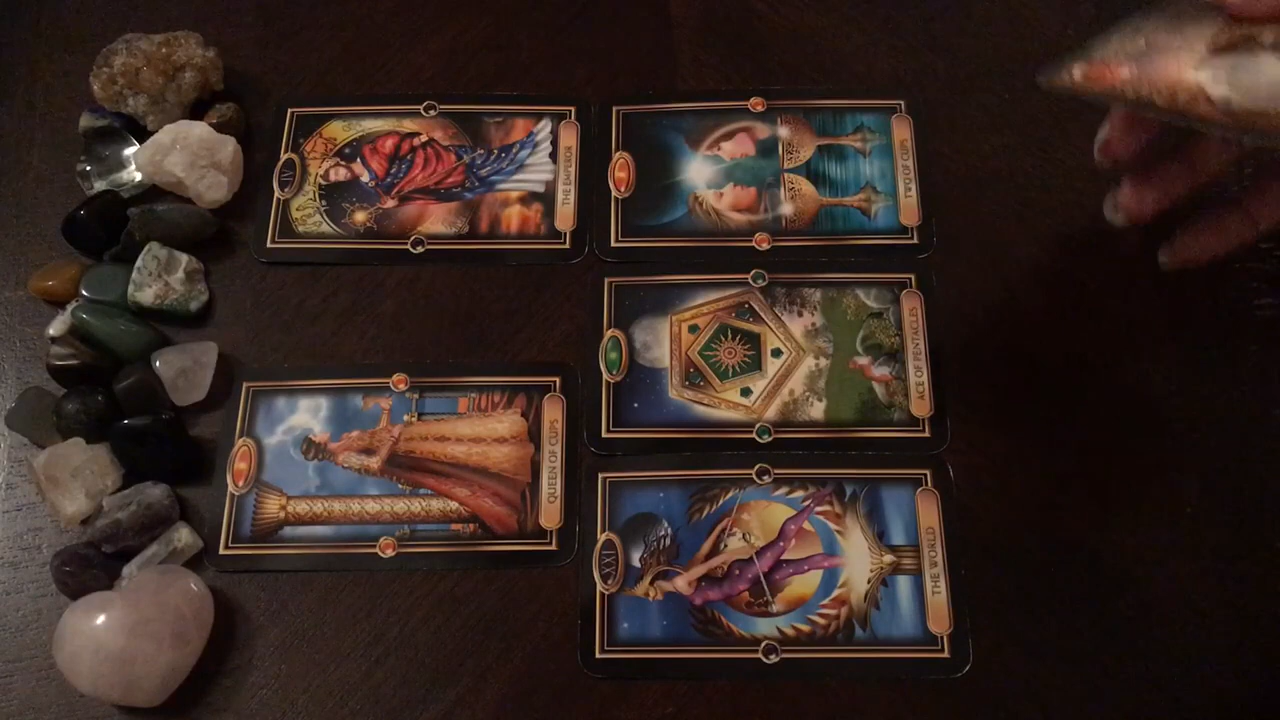 IV
THE EMPEROR
TWO OF CUPS
ACE OF PENTACLES
QUEEN OF CUPS
XXI
THE WORLD